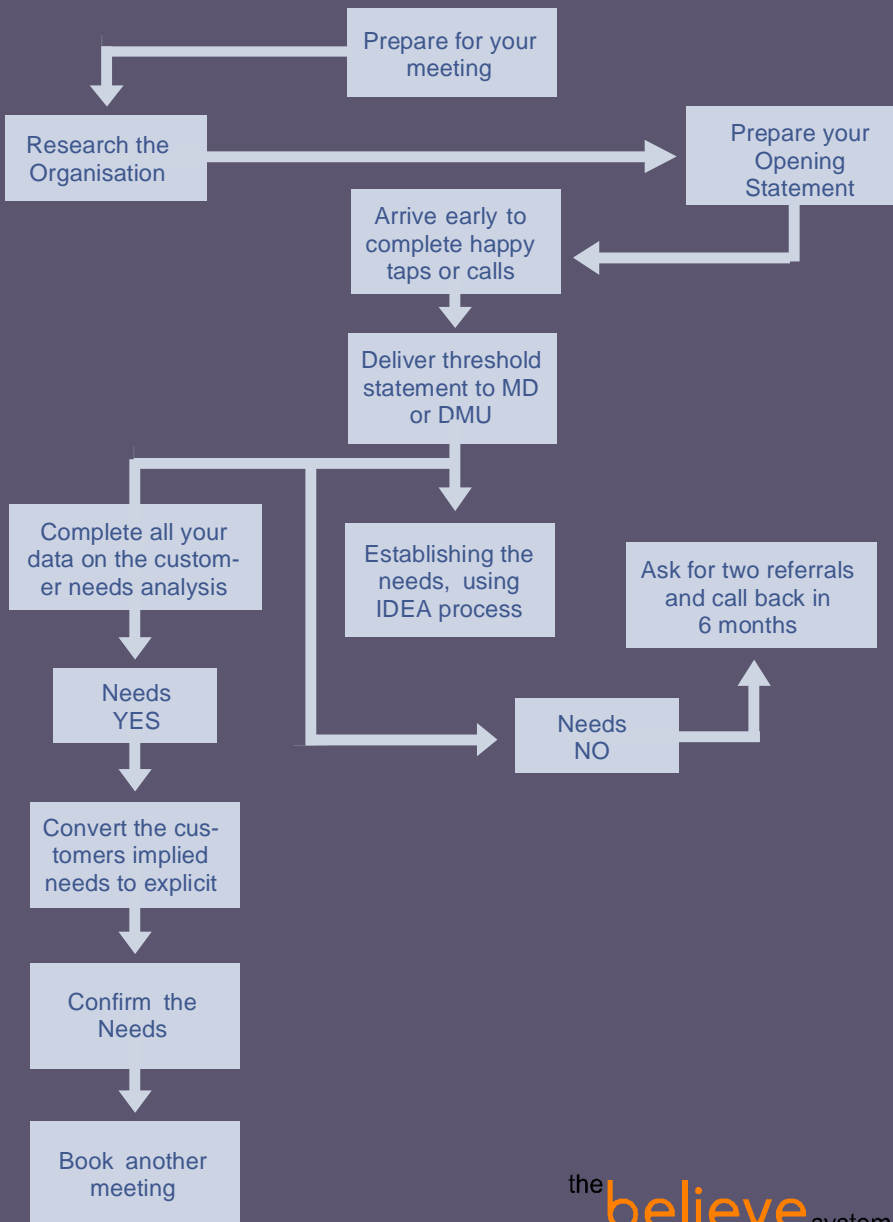 Prepare for your
meeting
Research the
Organisation
Prepare your
Opening
Statement
Arrive early to
complete happy
taps or calls
Deliver threshold
statement to MD
or DMU
Complete all your
data on the custom-
er needs analysis
Establishing the
needs, using
IDEA process
Ask for two referrals
and call back in
6 months
Needs
YES
Needs
NO
Convert the cus-
tomers implied
needs to explicit
Confirm the
Needs
Book another
meeting
the believe system